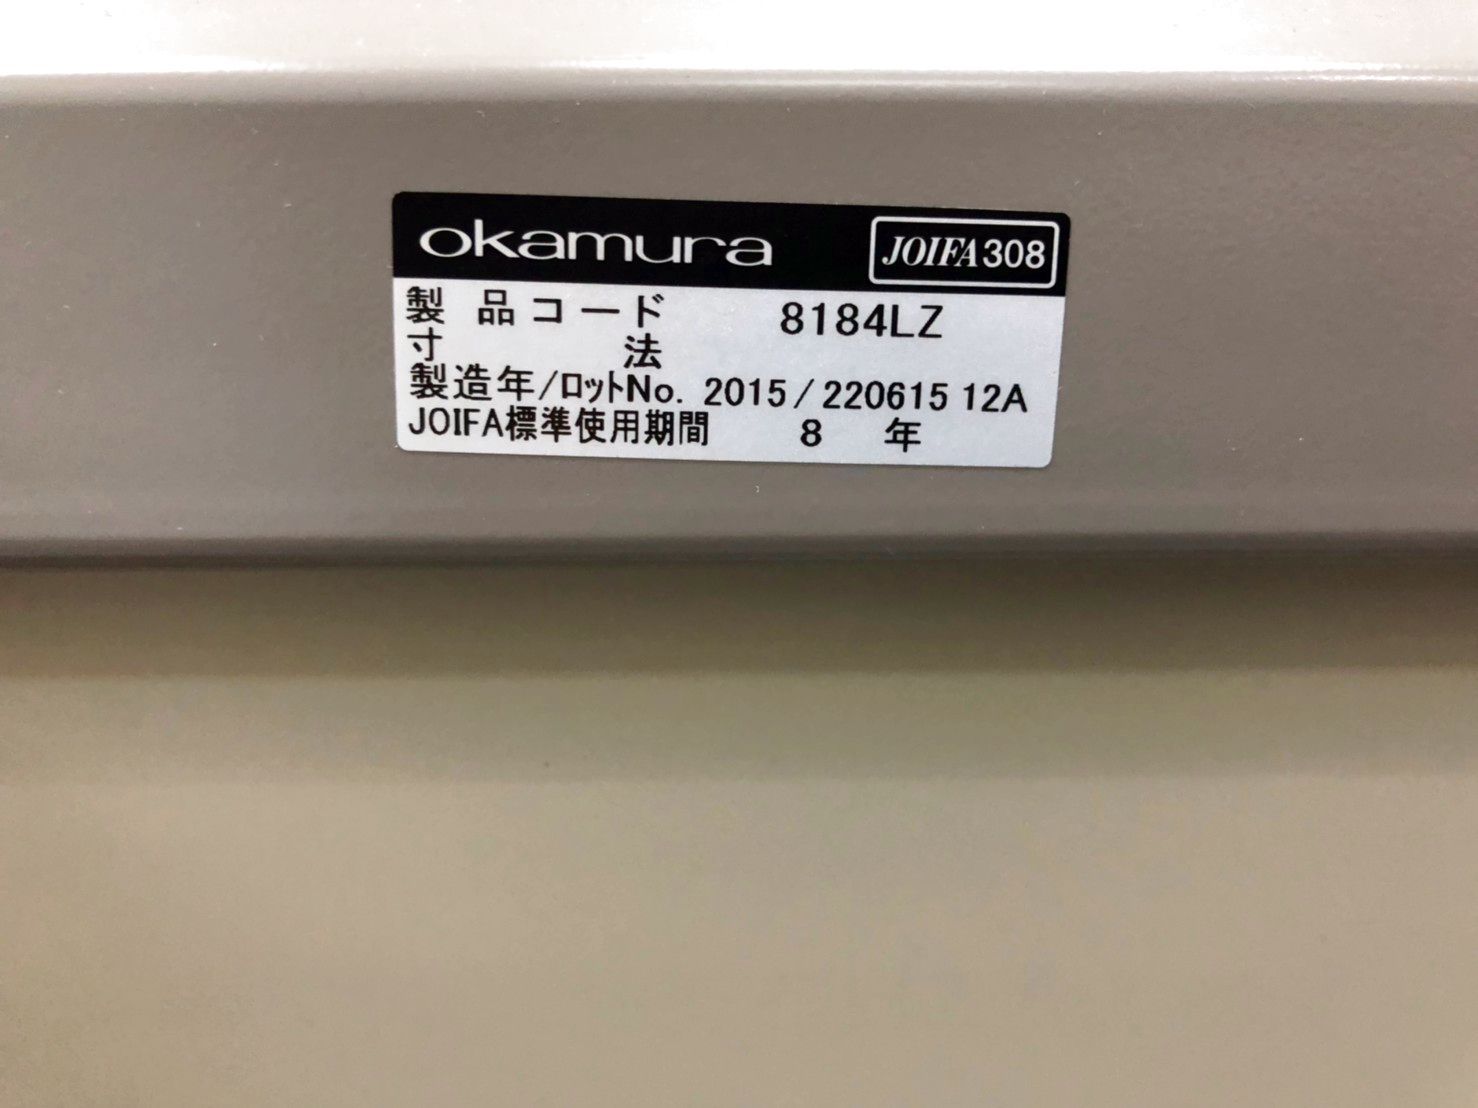 okamura JOIFA308
製品コード 8184LZ
寸法
製造年/ロットNo. 2015/220615 12A
JOIFA標準使用期間 8 年